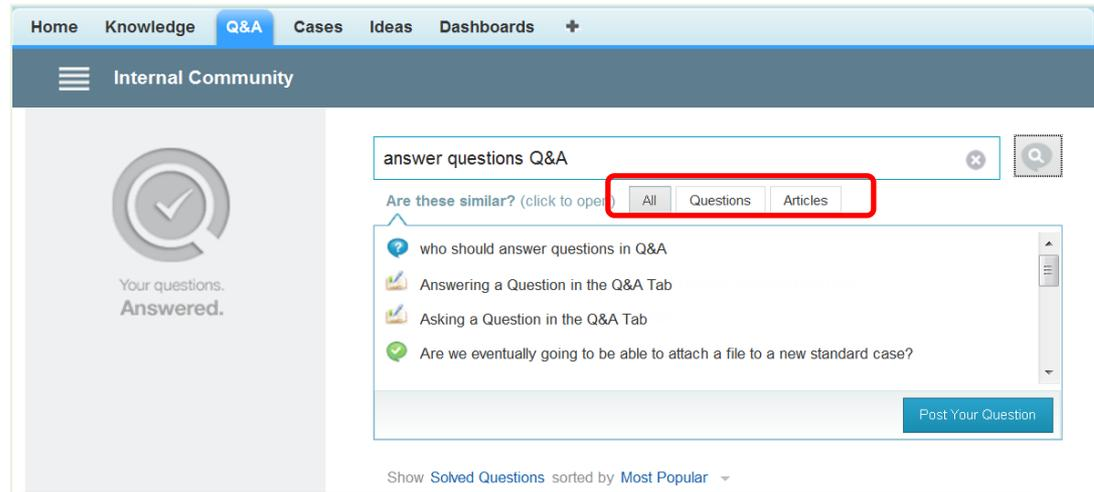 Home Knowledge Q&A Cases Ideas Dashboards
Internal Community
answer questions Q&A
Are these similar? (click to open) All Questions Articles
who should answer questions in Q&A
Your questions.
Answered.
Answering a Question in the Q&A Tab
Asking a Question in the Q&A Tab
Are we eventually going to be able to attach a file to a new standard case?
Post Your Question
Show Solved Questions sorted by Most Popular